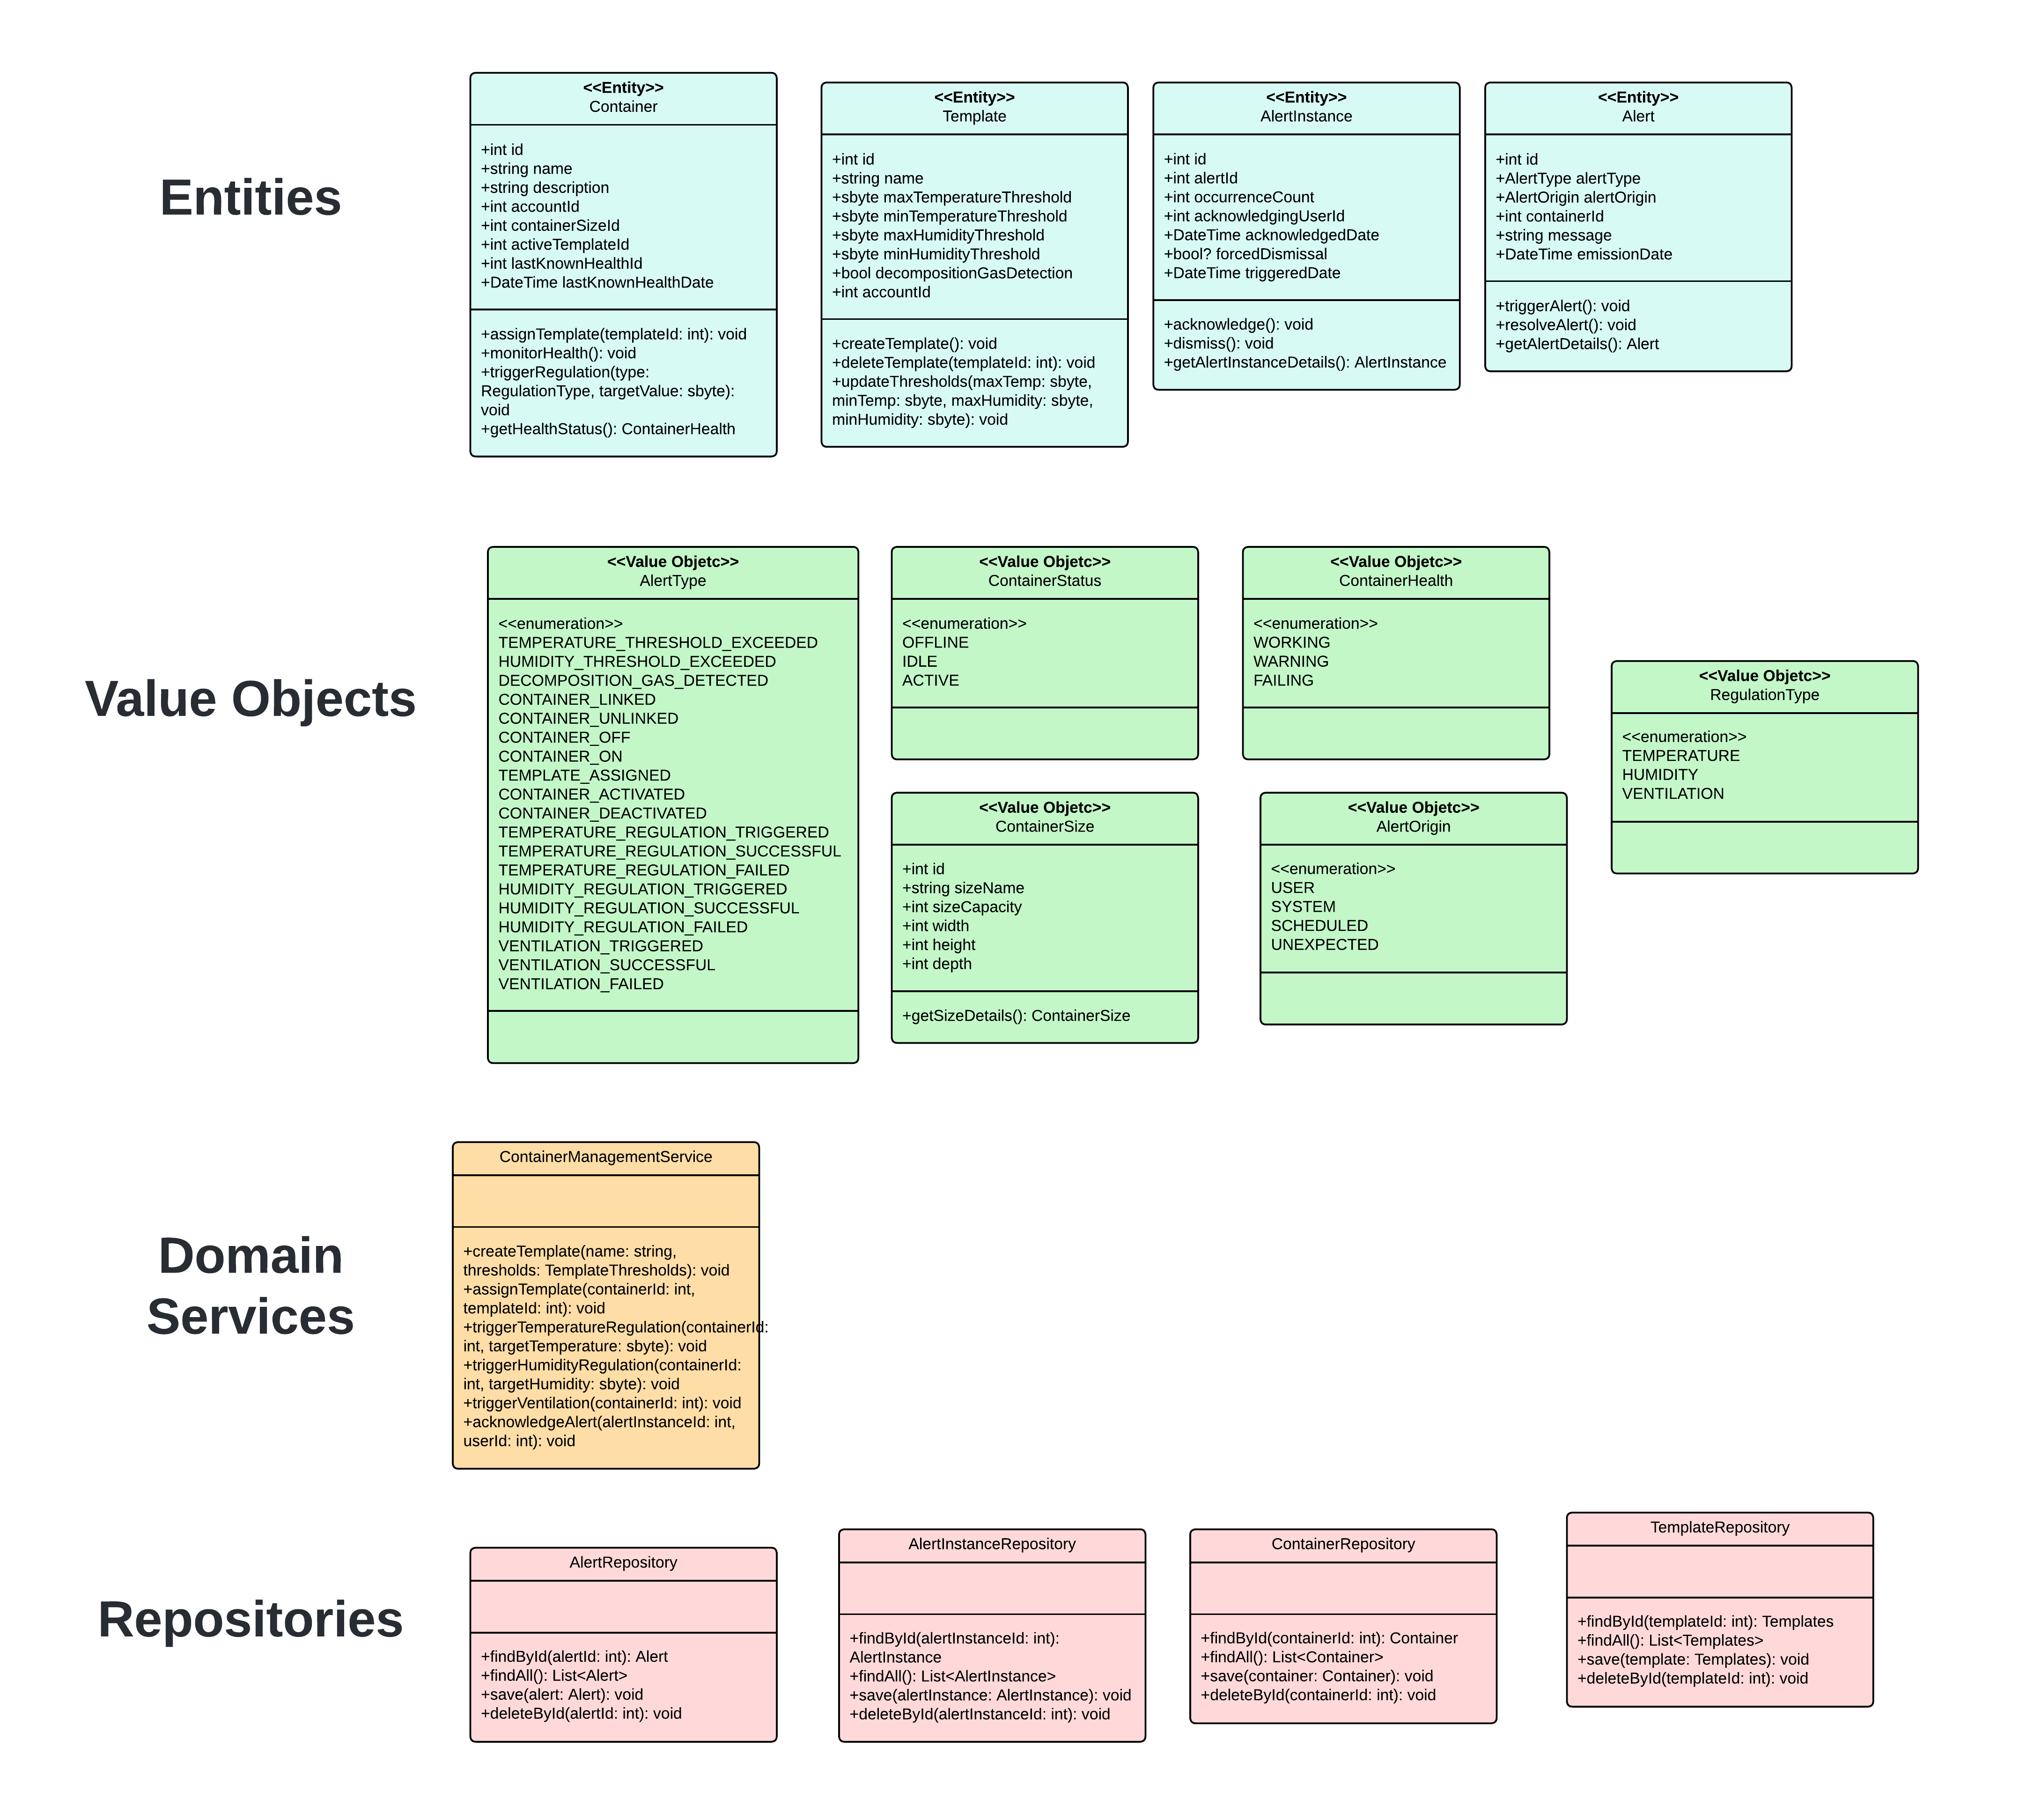 Entities
<<Entity>>
Container
+int id
+string name
+string description
+int accountId
+int containerSizeId
+int activeTemplateId
+int lastKnownHealthId
+DateTime lastKnownHealthDate
+assignTemplate(templateId: int): void
+monitorHealth(): void
+triggerRegulation(type:
RegulationType, targetValue: sbyte):
void
+getHealthStatus(): ContainerHealth
<<Entity>>
Template
+int id
+string name
+sbyte maxTemperatureThreshold
+sbyte minTemperatureThreshold
+sbyte maxHumidityThreshold
+sbyte minHumidityThreshold
+bool decompositionGasDetection
+int accountId
+createTemplate(): void
+deleteTemplate(templateId: int): void
+updateThresholds(maxTemp: sbyte,
minTemp: sbyte, maxHumidity: sbyte,
minHumidity: sbyte): void
<<Entity>>
AlertInstance
+int id
+int alertId
+int occurrenceCount
+int acknowledgingUserId
+DateTime acknowledgedDate
+bool? forcedDismissal
+DateTime triggeredDate
+acknowledge(): void
+dismiss(): void
+getAlertInstanceDetails(): AlertInstance
<<Entity>>
Alert
+int id
+AlertType alertType
+AlertOrigin alertOrigin
+int containerId
+string message
+DateTime emissionDate
+triggerAlert(): void
+resolveAlert(): void
+getAlertDetails(): Alert
Value Objects
<<Value Objetc>>
AlertType
<<enumeration>>
TEMPERATURE_THRESHOLD_EXCEEDED
HUMIDITY_THRESHOLD_EXCEEDED
DECOMPOSITION_GAS_DETECTED
CONTAINER_LINKED
CONTAINER_UNLINKED
CONTAINER_OFF
CONTAINER_ON
TEMPLATE_ASSIGNED
CONTAINER_ACTIVATED
CONTAINER_DEACTIVATED
TEMPERATURE_REGULATION_TRIGGERED
TEMPERATURE_REGULATION_SUCCESSFUL
TEMPERATURE_REGULATION_FAILED
HUMIDITY_REGULATION_TRIGGERED
HUMIDITY_REGULATION_SUCCESSFUL
HUMIDITY_REGULATION_FAILED
VENTILATION_TRIGGERED
VENTILATION_SUCCESSFUL
VENTILATION_FAILED
<<Value Objetc>>
ContainerStatus
<<enumeration>>
OFFLINE
IDLE
ACTIVE
<<Value Objetc>>
ContainerHealth
<<enumeration>>
WORKING
WARNING
FAILING
<<Value Objetc>>
RegulationType
<<enumeration>>
TEMPERATURE
HUMIDITY
VENTILATION
<<Value Objetc>>
ContainerSize
+int id
+string sizeName
+int sizeCapacity
+int width
+int height
+int depth
+getSizeDetails(): ContainerSize
<<Value Objetc>>
AlertOrigin
<<enumeration>>
USER
SYSTEM
SCHEDULED
UNEXPECTED
Domain
Services
ContainerManagementService
+createTemplate(name: string,
thresholds: TemplateThresholds): void
+assignTemplate(containerId: int,
templateId: int): void
+triggerTemperatureRegulation(containerId:
int, targetTemperature: sbyte): void
+triggerHumidityRegulation(containerId:
int, targetHumidity: sbyte): void
+triggerVentilation(containerId: int): void
+acknowledgeAlert(alertInstanceId: int,
userId: int): void
Repositories
AlertRepository
+findById(alertId: int): Alert
+findAll(): List<Alert>
+save(alert: Alert): void
+deleteById(alertId: int): void
AlertInstanceRepository
+findById(alertInstanceId: int):
AlertInstance
+findAll(): List<AlertInstance>
+save(alertInstance: AlertInstance): void
+deleteById(alertInstanceId: int): void
ContainerRepository
+findById(containerId: int): Container
+findAll(): List<Container>
+save(container: Container): void
+deleteById(containerId: int): void
TemplateRepository
+findById(templateId: int): Templates
+findAll(): List<Templates>
+save(template: Templates): void
+deleteById(templateId: int): void